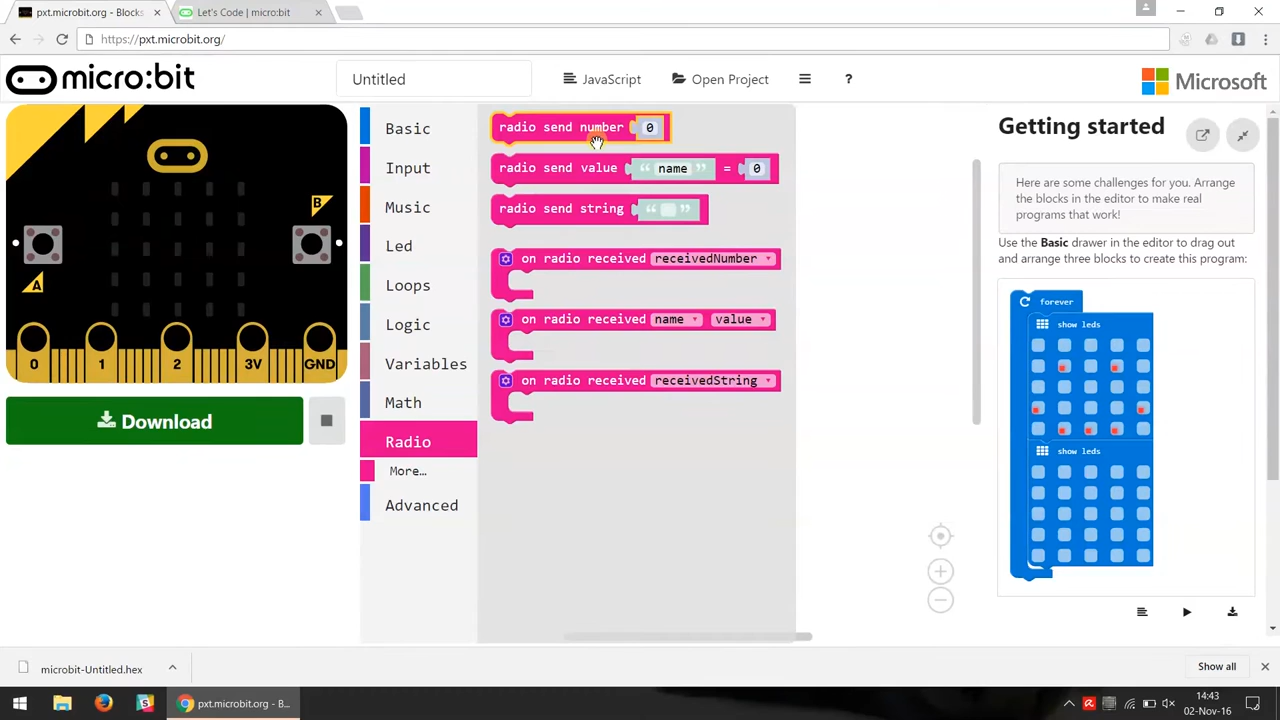 pxt.microbit.org - Blocks
Let's Code | micro:bit
https://pxt.microbit.org/
micro:bit
Untitled
JavaScript
Open Project
?
Microsoft
B
A
0
1
2
3V
GND
Download
Basic
Input
Music
Led
Loops
Logic
Variables
Math
Radio
More...
Advanced
radio send number 0
radio send value “ name ” = 0
radio send string “ ”
on radio received receivedNumber
on radio received name value
on radio received receivedString
Getting started
Here are some challenges for you. Arrange
the blocks in the editor to make real
programs that work!
Use the Basic drawer in the editor to drag out
and arrange three blocks to create this program:
forever
show leds
show leds
microbit-Untitled.hex
Show all
pxt.microbit.org - B...
14:43
02-Nov-16